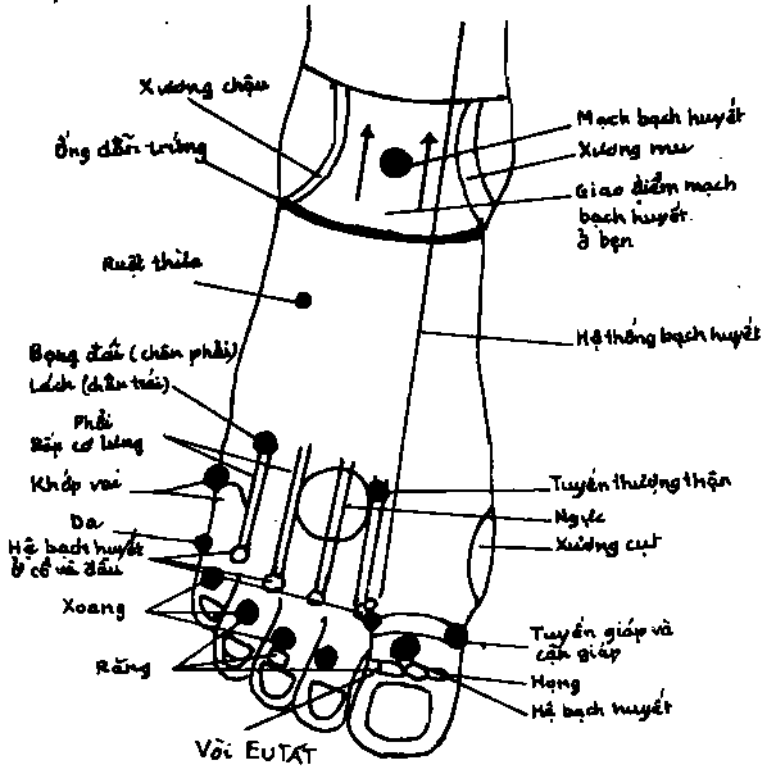 Xương chậu
Ống dẫn trứng
Ruột thừa
Bọng đái (chân phải)
Lách (chân trái)
Phổi
Bắp cơ lưng
Khớp vai
Da
Hệ bạch huyết
ở cổ và đầu
Xoang
Răng
Vòi EUTAT
Mạch bạch huyết
Xương mu
Giao điểm mạch
bạch huyết
ở bẹn
Hệ thống bạch huyết
Tuyến thượng thận
Ngực
Xương cụt
Tuyến giáp và
cận giáp
Họng
Hệ bạch huyết